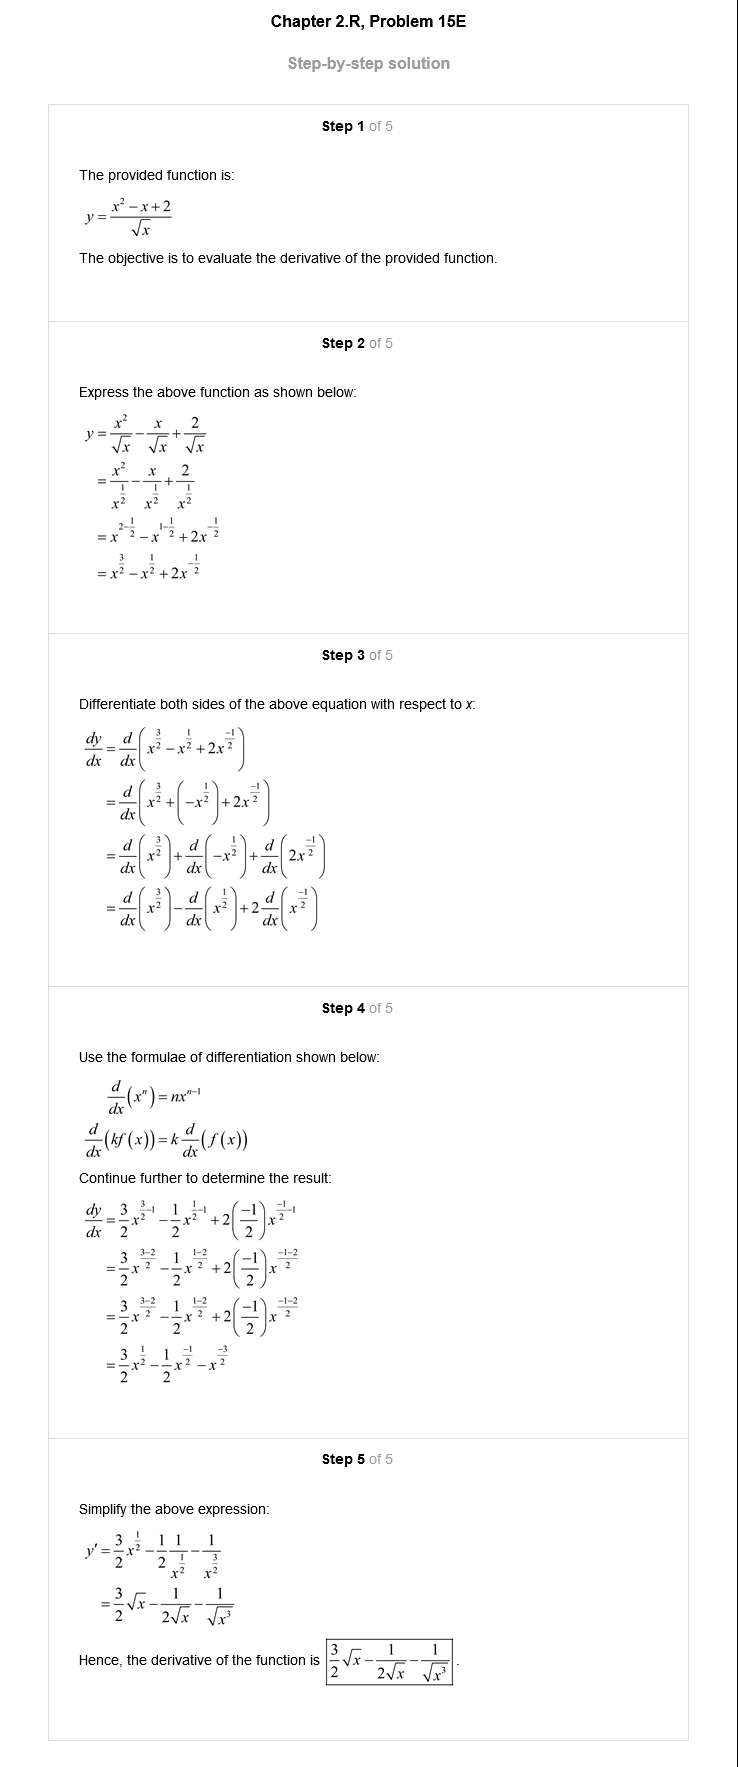 Chapter 2.R, Problem 15E
Step-by-step solution
Step 1 of 5
The provided function is:
y = \frac{x^2 - x + 2}{\sqrt{x}}
The objective is to evaluate the derivative of the provided function.
Step 2 of 5
Express the above function as shown below:
y = \frac{x^2}{\sqrt{x}} - \frac{x}{\sqrt{x}} + \frac{2}{\sqrt{x}}
= \frac{x^2}{x^{\frac{1}{2}}} - \frac{x}{x^{\frac{1}{2}}} + \frac{2}{x^{\frac{1}{2}}}
= x^{2-\frac{1}{2}} - x^{1-\frac{1}{2}} + 2x^{-\frac{1}{2}}
= x^{\frac{3}{2}} - x^{\frac{1}{2}} + 2x^{-\frac{1}{2}}
Step 3 of 5
Differentiate both sides of the above equation with respect to x:
\frac{dy}{dx} = \frac{d}{dx}\left(x^{\frac{3}{2}} - x^{\frac{1}{2}} + 2x^{\frac{-1}{2}}\right)
= \frac{d}{dx}\left(x^{\frac{3}{2}} + \left(-x^{\frac{1}{2}}\right) + 2x^{\frac{-1}{2}}\right)
= \frac{d}{dx}\left(x^{\frac{3}{2}}\right) + \frac{d}{dx}\left(-x^{\frac{1}{2}}\right) + \frac{d}{dx}\left(2x^{\frac{-1}{2}}\right)
= \frac{d}{dx}\left(x^{\frac{3}{2}}\right) - \frac{d}{dx}\left(x^{\frac{1}{2}}\right) + 2\frac{d}{dx}\left(x^{\frac{-1}{2}}\right)
Step 4 of 5
Use the formulae of differentiation shown below:
\frac{d}{dx}(x^n) = nx^{n-1}
\frac{d}{dx}(kf(x)) = k\frac{d}{dx}(f(x))
Continue further to determine the result:
\frac{dy}{dx} = \frac{3}{2}x^{\frac{3}{2}-1} - \frac{1}{2}x^{\frac{1}{2}-1} + 2\left(\frac{-1}{2}\right)x^{\frac{-1}{2}-1}
= \frac{3}{2}x^{\frac{3-2}{2}} - \frac{1}{2}x^{\frac{1-2}{2}} + 2\left(\frac{-1}{2}\right)x^{\frac{-1-2}{2}}
= \frac{3}{2}x^{\frac{3-2}{2}} - \frac{1}{2}x^{\frac{1-2}{2}} + 2\left(\frac{-1}{2}\right)x^{\frac{-1-2}{2}}
= \frac{3}{2}x^{\frac{1}{2}} - \frac{1}{2}x^{\frac{-1}{2}} - x^{\frac{-3}{2}}
Step 5 of 5
Simplify the above expression:
y' = \frac{3}{2}x^{\frac{1}{2}} - \frac{1}{2}\frac{1}{x^{\frac{1}{2}}} - \frac{1}{x^{\frac{3}{2}}}
= \frac{3}{2}\sqrt{x} - \frac{1}{2\sqrt{x}} - \frac{1}{\sqrt{x^3}}
Hence, the derivative of the function is \boxed{\frac{3}{2}\sqrt{x} - \frac{1}{2\sqrt{x}} - \frac{1}{\sqrt{x^3}}}.